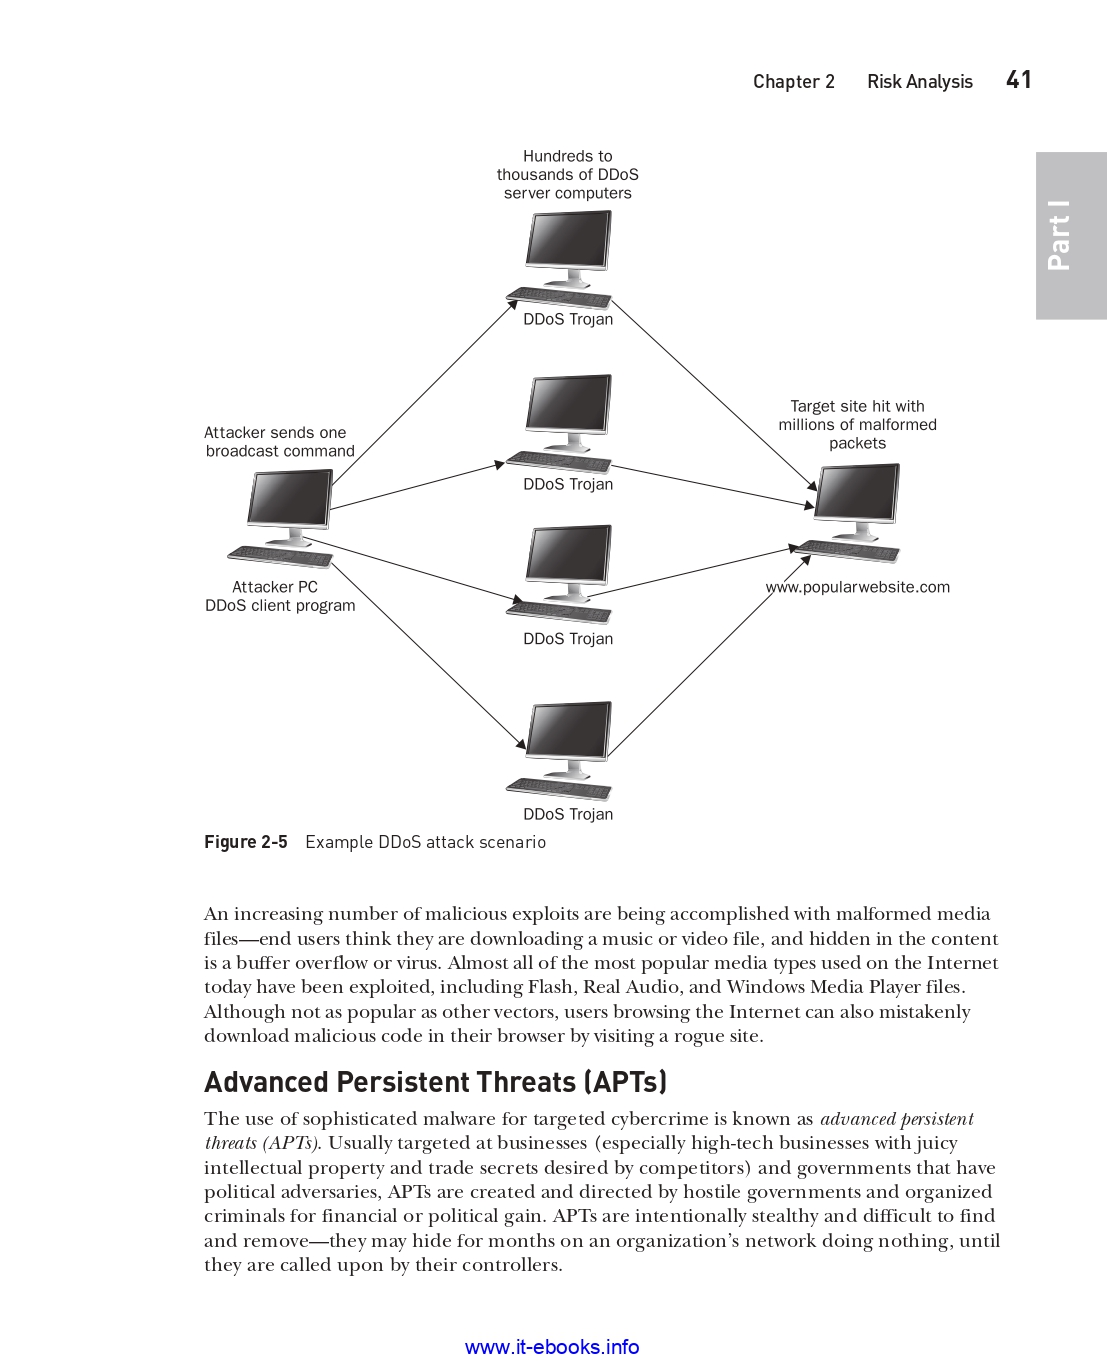 Chapter 2 Risk Analysis 41
Part I
Hundreds to
thousands of DDoS
server computers
DDoS Trojan
DDoS Trojan
Attacker sends one
broadcast command
Target site hit with
millions of malformed
packets
Attacker PC
DDoS client program
www.popularwebsite.com
DDoS Trojan
DDoS Trojan
Figure 2-5 Example DDoS attack scenario
An increasing number of malicious exploits are being accomplished with malformed media
files—end users think they are downloading a music or video file, and hidden in the content
is a buffer overflow or virus. Almost all of the most popular media types used on the Internet
today have been exploited, including Flash, Real Audio, and Windows Media Player files.
Although not as popular as other vectors, users browsing the Internet can also mistakenly
download malicious code in their browser by visiting a rogue site.
Advanced Persistent Threats (APTs)
The use of sophisticated malware for targeted cybercrime is known as advanced persistent
threats (APTs). Usually targeted at businesses (especially high-tech businesses with juicy
intellectual property and trade secrets desired by competitors) and governments that have
political adversaries, APTs are created and directed by hostile governments and organized
criminals for financial or political gain. APTs are intentionally stealthy and difficult to find
and remove—they may hide for months on an organization’s network doing nothing, until
they are called upon by their controllers.
www.it-ebooks.info